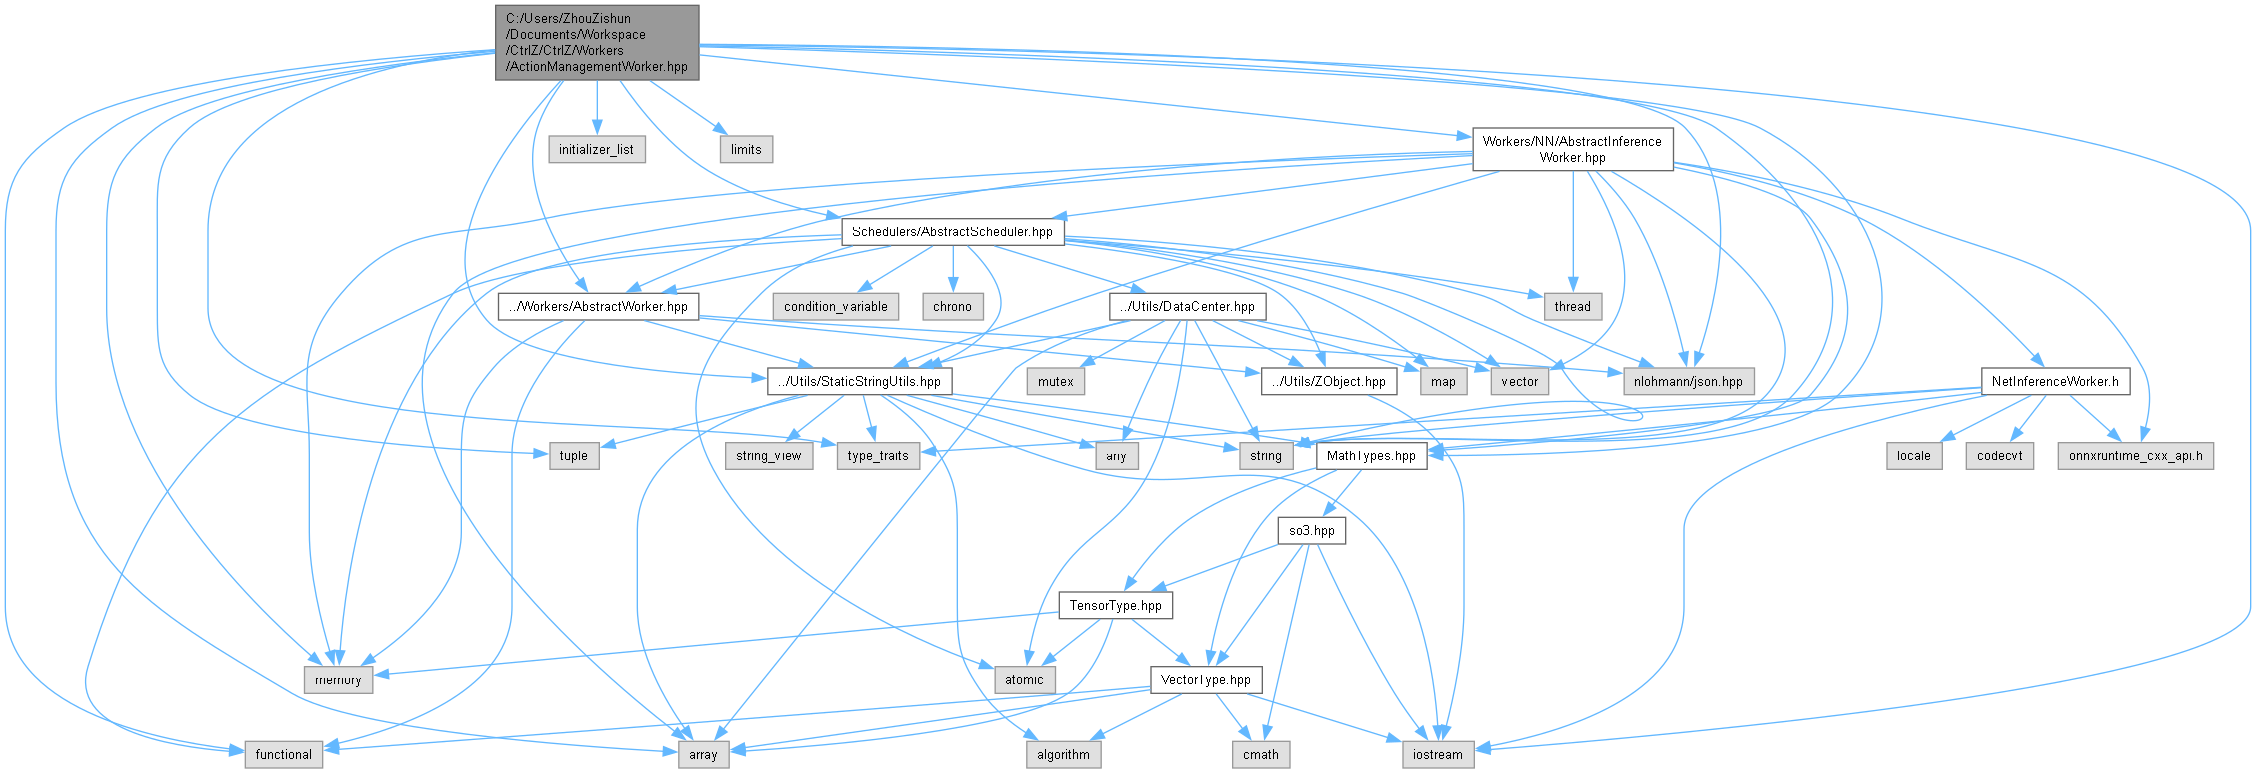 C:/Users/ZhouZishun
/Documents/Workspace
/CtrlZ/CtrlZ/Workers
/ActionManagementWorker.hpp
initializer_list
limits
Workers/NN/AbstractInference
Worker.hpp
Schedulers/AbstractScheduler.hpp
../Workers/AbstractWorker.hpp
condition_variable
chrono
../Utils/DataCenter.hpp
thread
../Utils/StaticStringUtils.hpp
mutex
../Utils/ZObject.hpp
map
vector
nlohmann/json.hpp
NetInferenceWorker.h
tuple
string_view
type_traits
any
string
MathTypes.hpp
locale
codecvt
onnxruntime_cxx_api.h
so3.hpp
TensorType.hpp
memory
atomic
VectorType.hpp
functional
array
algorithm
cmath
iostream